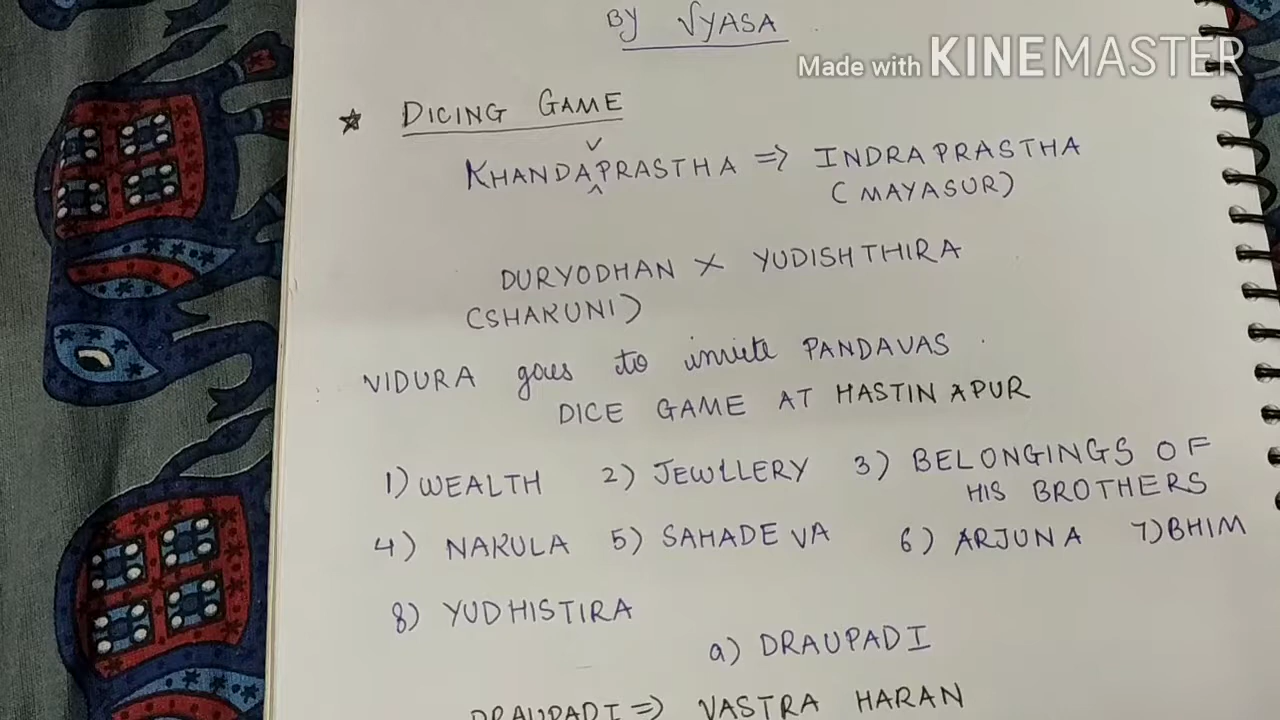 By VYASA
Made with KINEMASTER
DICING GAME
KHANDAPRASTHA => INDRAPRASTHA
(MAYASUR)
DURYODHAN X YUDISHTHIRA
(SHAKUNI)
VIDURA goes to invite PANDAVAS
DICE GAME AT HASTINAPUR
1) WEALTH 2) JEWLLERY 3) BELONGINGS OF
HIS BROTHERS
4) NAKULA 5) SAHADEVA 6) ARJUNA 7) BHIM
8) YUDHISTIRA
a) DRAUPADI
DRAUPADI => VASTRA HARAN